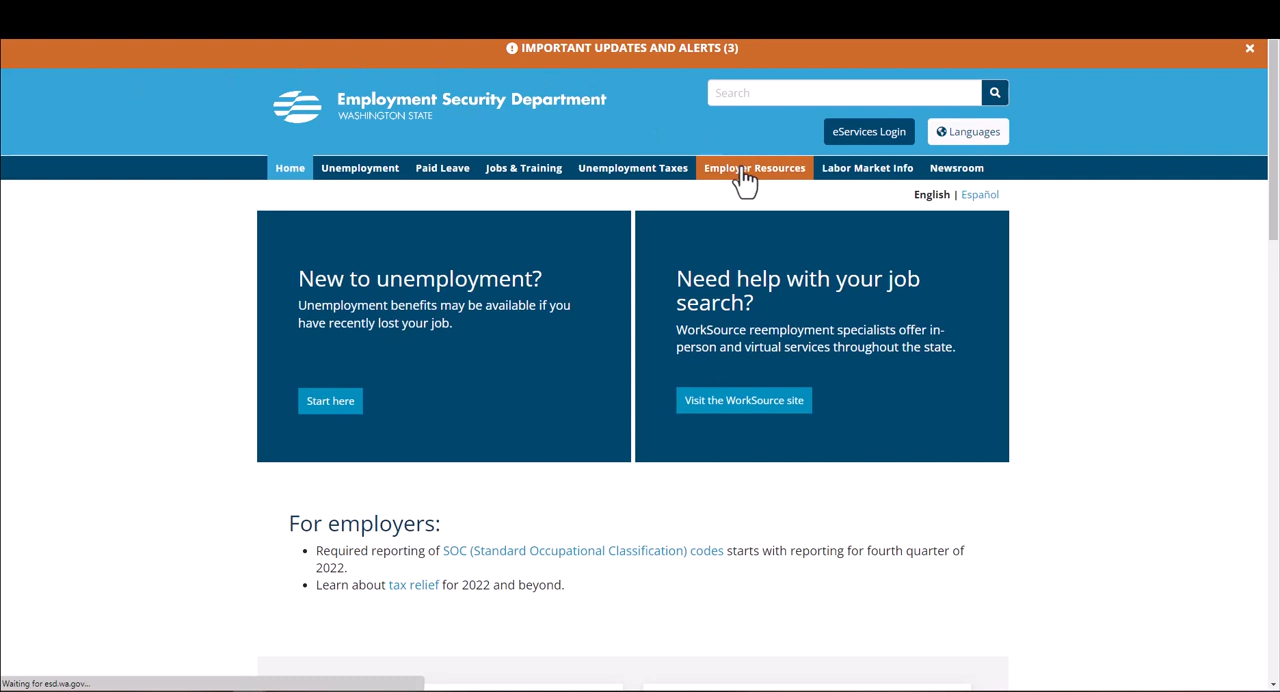 IMPORTANT UPDATES AND ALERTS (3)
Employment Security Department
WASHINGTON STATE
Search
eServices Login
Languages
Home Unemployment Paid Leave Jobs & Training Unemployment Taxes Employer Resources Labor Market Info Newsroom
English | Español
New to unemployment?
Unemployment benefits may be available if you
have recently lost your job.
Start here
Need help with your job
search?
WorkSource reemployment specialists offer in-
person and virtual services throughout the state.
Visit the WorkSource site
For employers:
• Required reporting of SOC (Standard Occupational Classification) codes starts with reporting for fourth quarter of
2022.
• Learn about tax relief for 2022 and beyond.
Waiting for esd.wa.gov...